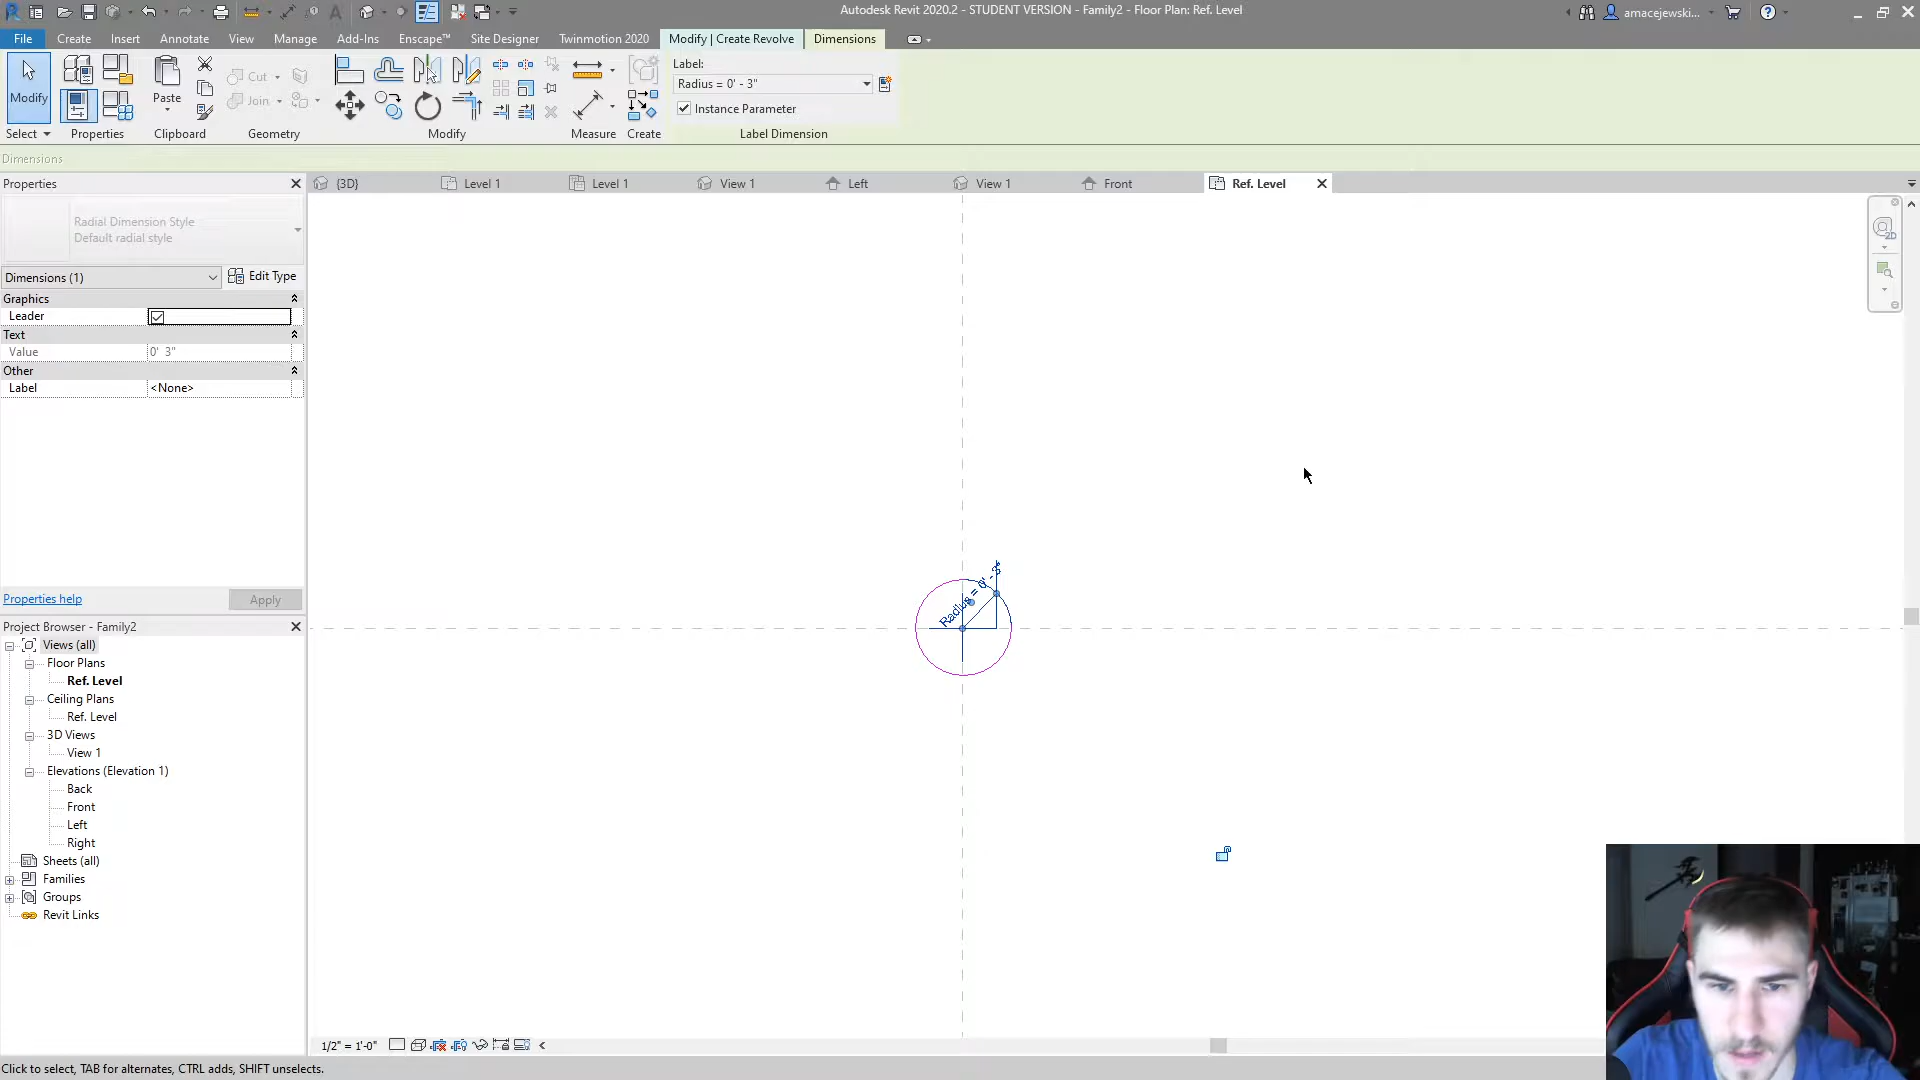 Autodesk Revit 2020.2 - STUDENT VERSION - Family2 - Floor Plan: Ref. Level
amacejewski...
File Create Insert Annotate View Manage Add-Ins Enscape™ Site Designer Twinmotion 2020 Modify | Create Revolve Dimensions
Modify
Paste
Cut
Join
Label:
Radius = 0' - 3"
Instance Parameter
Select Properties Clipboard Geometry Modify Measure Create Label Dimension
Dimensions
Properties
{3D} Level 1 Level 1 View 1 Left View 1 Front Ref. Level
Radial Dimension Style
Default radial style
Dimensions (1)
Edit Type
Graphics
Leader
Text
Value 0' 3"
Other
Label <None>
Radius = 0' - 3"
Properties help
Apply
Project Browser - Family2
Views (all)
Floor Plans
Ref. Level
Ceiling Plans
Ref. Level
3D Views
View 1
Elevations (Elevation 1)
Back
Front
Left
Right
Sheets (all)
Families
Groups
Revit Links
1/2" = 1'-0"
Click to select, TAB for alternates, CTRL adds, SHIFT unselects.